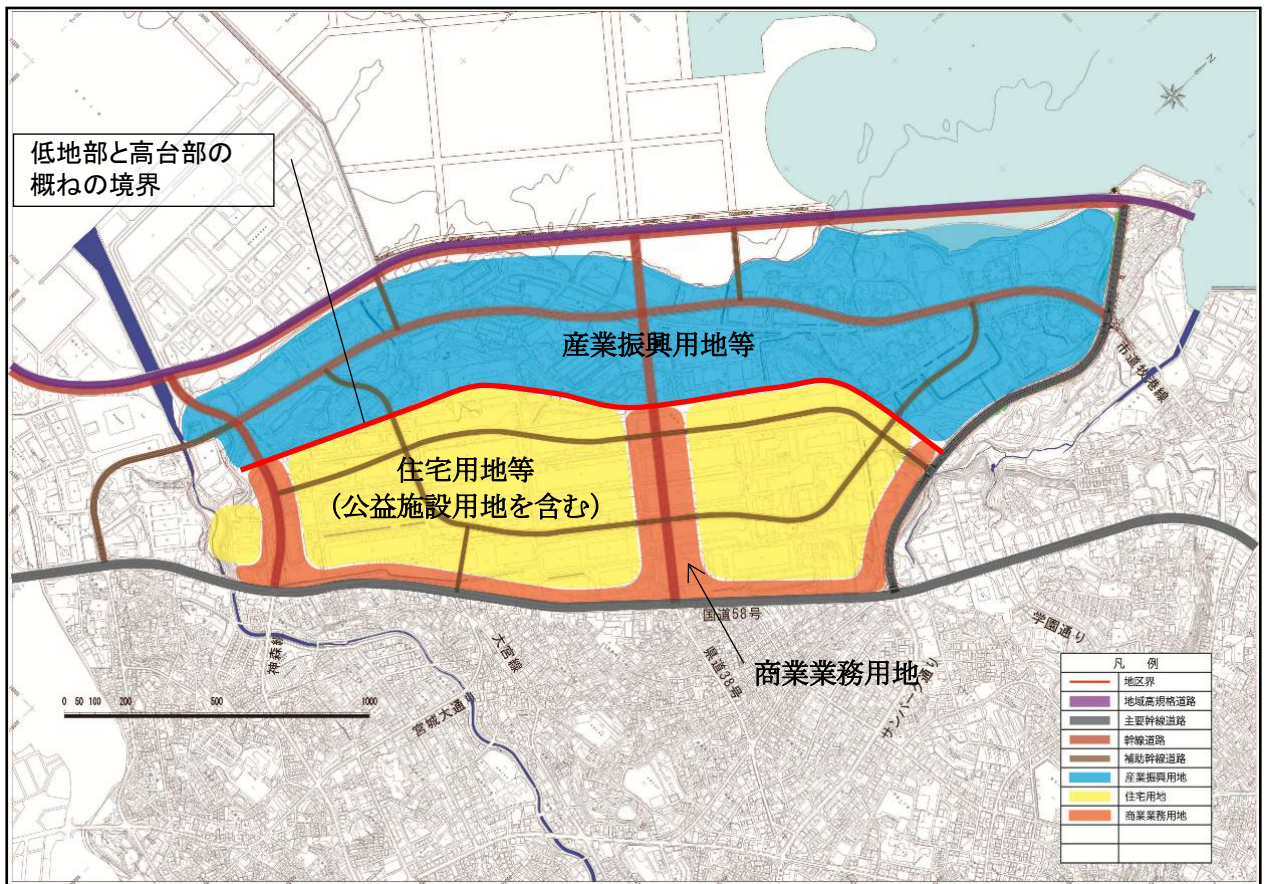 N
低地部と高台部の
概ねの境界
産業振興用地等
市道牧港線
住宅用地等
(公益施設用地を含む)
国道58号
学園通り
神森線
大宮線
県道38号
商業業務用地
サンパーク通り
宮城大通り
0 50 100 200 500 1000
凡 例
地区界
地域高規格道路
主要幹線道路
幹線道路
補助幹線道路
産業振興用地
住宅用地
商業業務用地